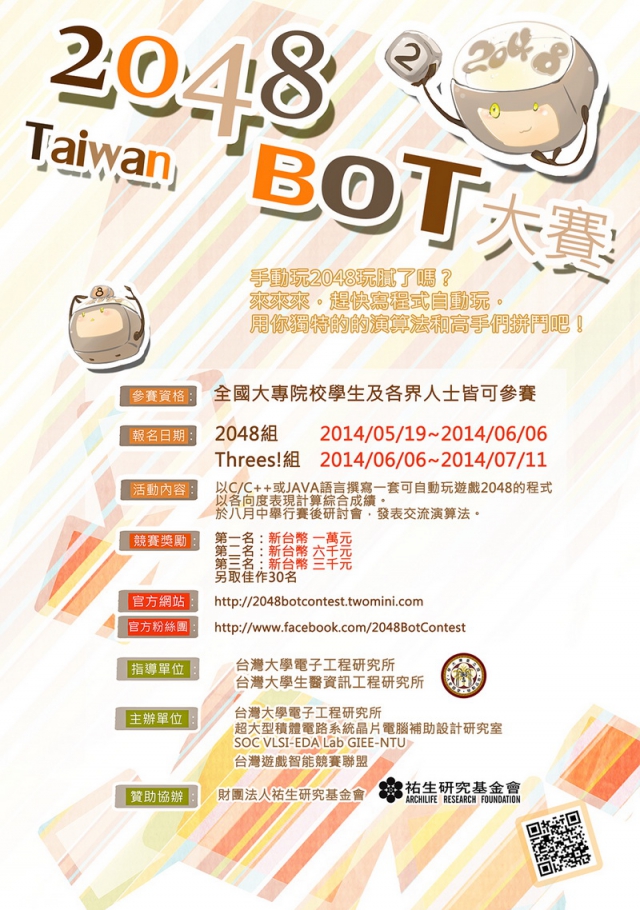 2048
2
2048
Taiwan
BOT大賽
手動玩2048玩膩了嗎？
來來來，趕快寫程式自動玩，
用你獨特的的演算法和高手們拼鬥吧！
8
參賽資格： 全國大專院校學生及各界人士皆可參賽
報名日期： 2048組 2014/05/19~2014/06/06
Threes!組 2014/06/06~2014/07/11
活動內容： 以C/C++或JAVA語言撰寫一套可自動玩遊戲2048的程式
以各向度表現計算綜合成績。
於八月中舉行賽後研討會，發表交流演算法。
競賽獎勵： 第一名：新台幣 一萬元
第二名：新台幣 六千元
第三名：新台幣 三千元
另取佳作30名
官方網站： http://2048botcontest.twomini.com
官方粉絲團： http://www.facebook.com/2048BotContest
指導單位： 台灣大學電子工程研究所
台灣大學生醫資訊工程研究所
主辦單位： 台灣大學電子工程研究所
超大型積體電路系統晶片電腦補助設計研究室
SOC VLSI-EDA Lab GIEE-NTU
台灣遊戲智能競賽聯盟
贊助協辦： 財團法人祐生研究基金會 祐生研究基金會
ARCHILIFE RESEARCH FOUNDATION